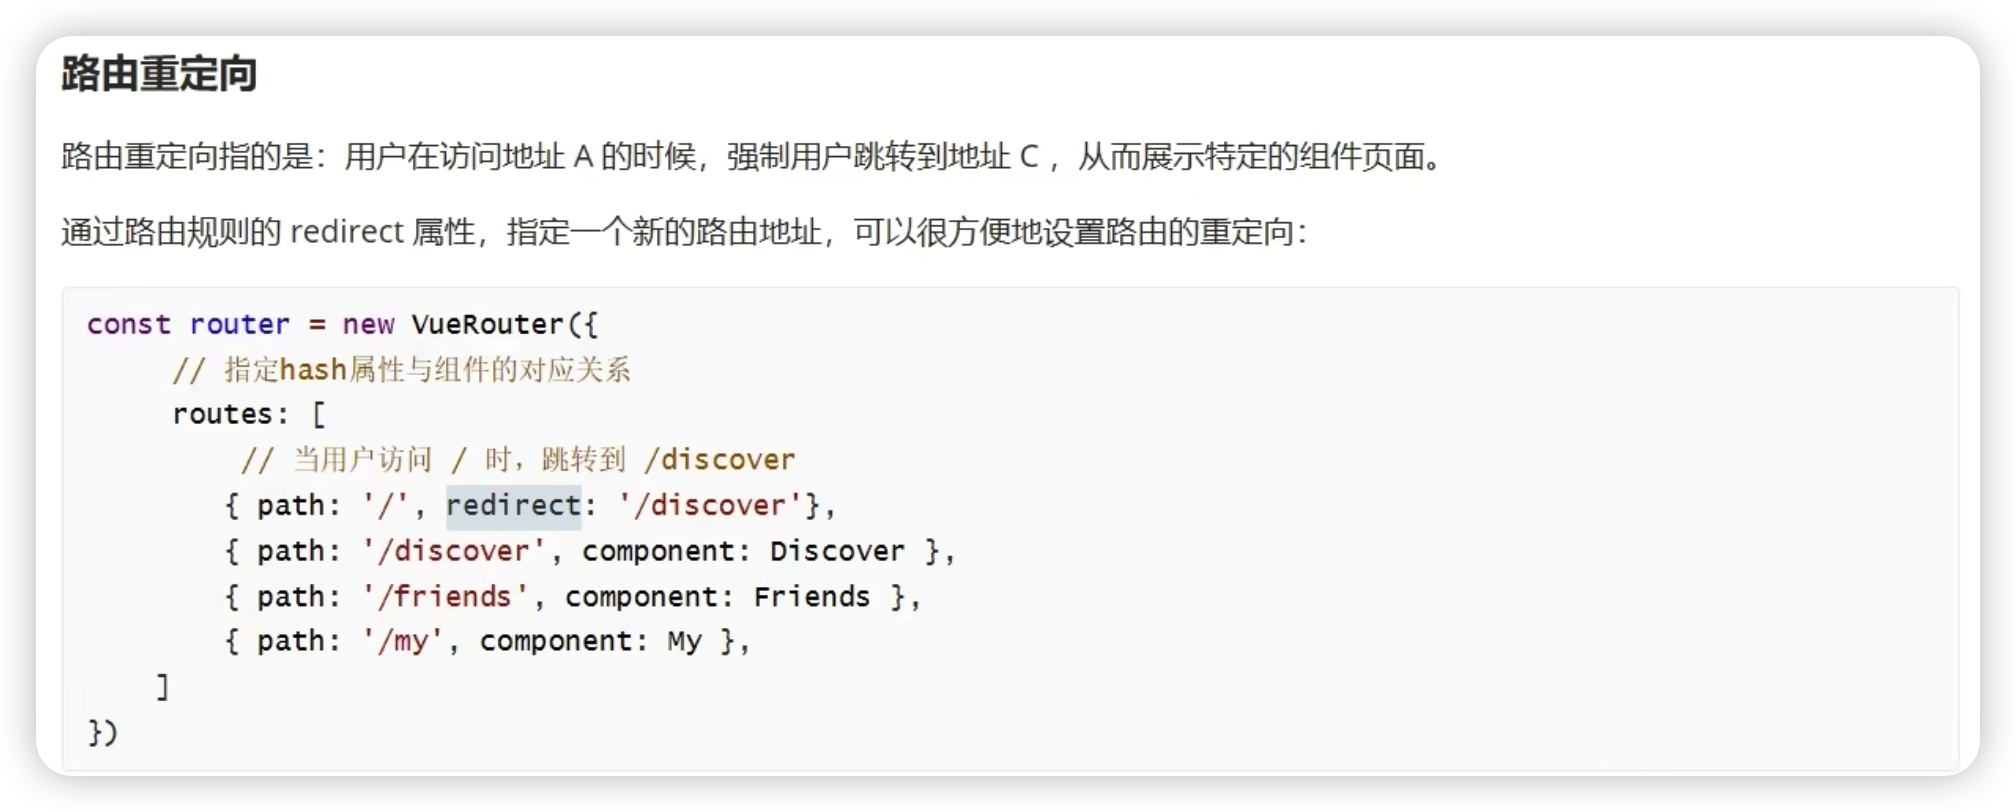 路由重定向
路由重定向指的是：用户在访问地址 A 的时候，强制用户跳转到地址 C ，从而展示特定的组件页面。
通过路由规则的 redirect 属性，指定一个新的路由地址，可以很方便地设置路由的重定向：
const router = new VueRouter({
     // 指定hash属性与组件的对应关系
     routes: [
         // 当用户访问 / 时，跳转到 /discover
        { path: '/', redirect: '/discover'},
        { path: '/discover', component: Discover },
        { path: '/friends', component: Friends },
        { path: '/my', component: My },
    ]
})